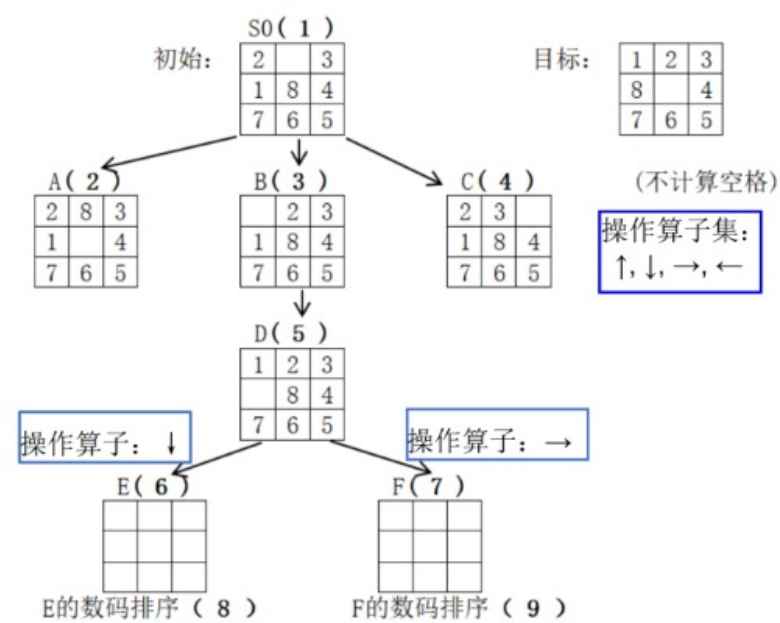 S0( 1 )
初始：
2 3
1 8 4
7 6 5
目标：
1 2 3
8 4
7 6 5
A( 2 )
2 8 3
1 4
7 6 5
B( 3 )
2 3
1 8 4
7 6 5
C( 4 )
2 3
1 8 4
7 6 5
(不计算空格)
操作算子集：
↑,↓,→,←
D( 5 )
1 2 3
8 4
7 6 5
操作算子：↓
操作算子：→
E( 6 )
F( 7 )
E的数码排序（ 8 ）
F的数码排序（ 9 ）